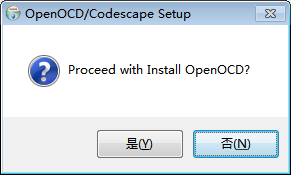 OpenOCD/Codescape Setup
Proceed with Install OpenOCD?
是(Y)
否(N)